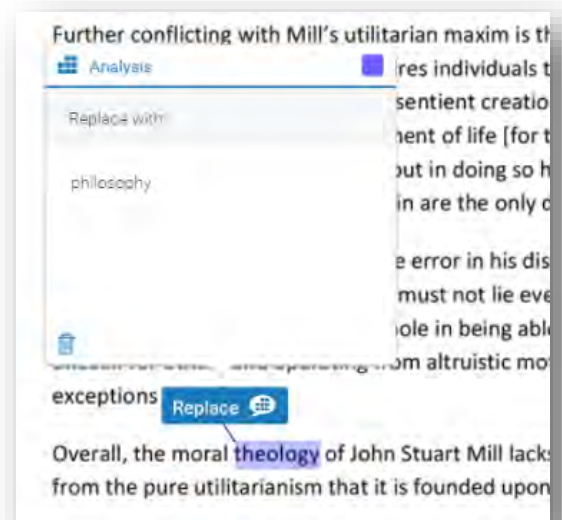 Further conflicting with Mill's utilitarian maxim is
Analysis
res individuals
sentient creatio
Replace with:
ent of life [for t
philosophy
out in doing so h
in are the only
e error in his dis
must not lie eve
ole in being abl
and operating from altruistic mo
exceptions
Replace
Overall, the moral theology of John Stuart Mill lacks
from the pure utilitarianism that it is founded upon